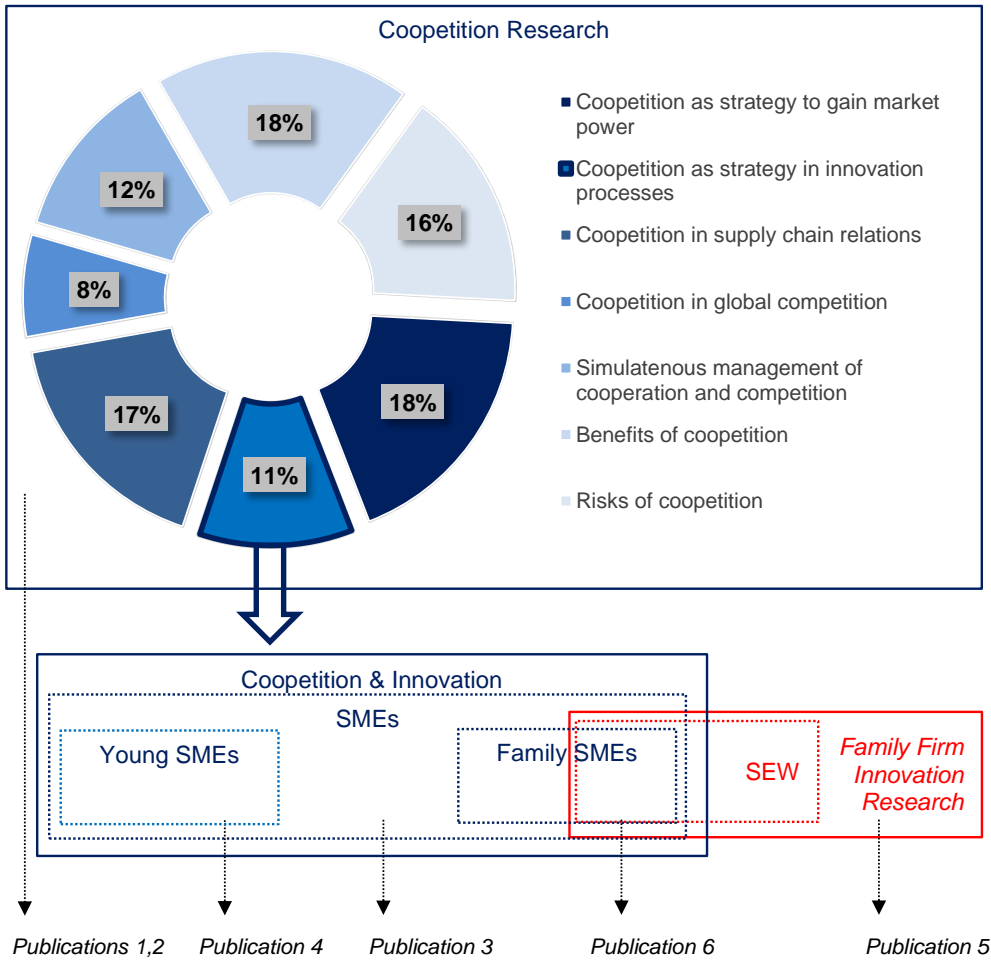 Coopetition Research
18%
12%
16%
8%
17%
18%
11%
Coopetition as strategy to gain market
power
Coopetition as strategy in innovation
processes
Coopetition in supply chain relations
Coopetition in global competition
Simulatenous management of
cooperation and competition
Benefits of coopetition
Risks of coopetition
Coopetition & Innovation
SMEs
Young SMEs
Family SMEs
SEW
Family Firm
Innovation
Research
Publications 1,2
Publication 4
Publication 3
Publication 6
Publication 5